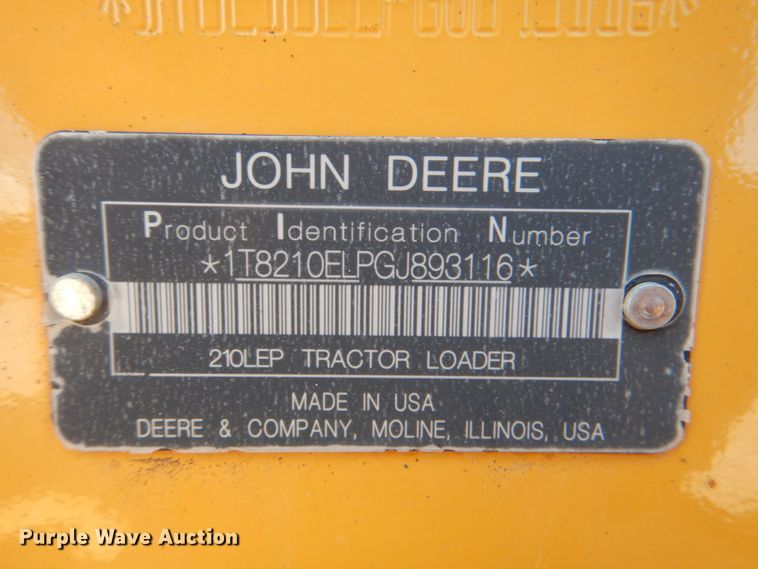 JOHN DEERE
Product Identification Number
*1T8210ELPGJ893116*
210LEP TRACTOR LOADER
MADE IN USA
DEERE & COMPANY, MOLINE, ILLINOIS, USA
Purple Wave Auction